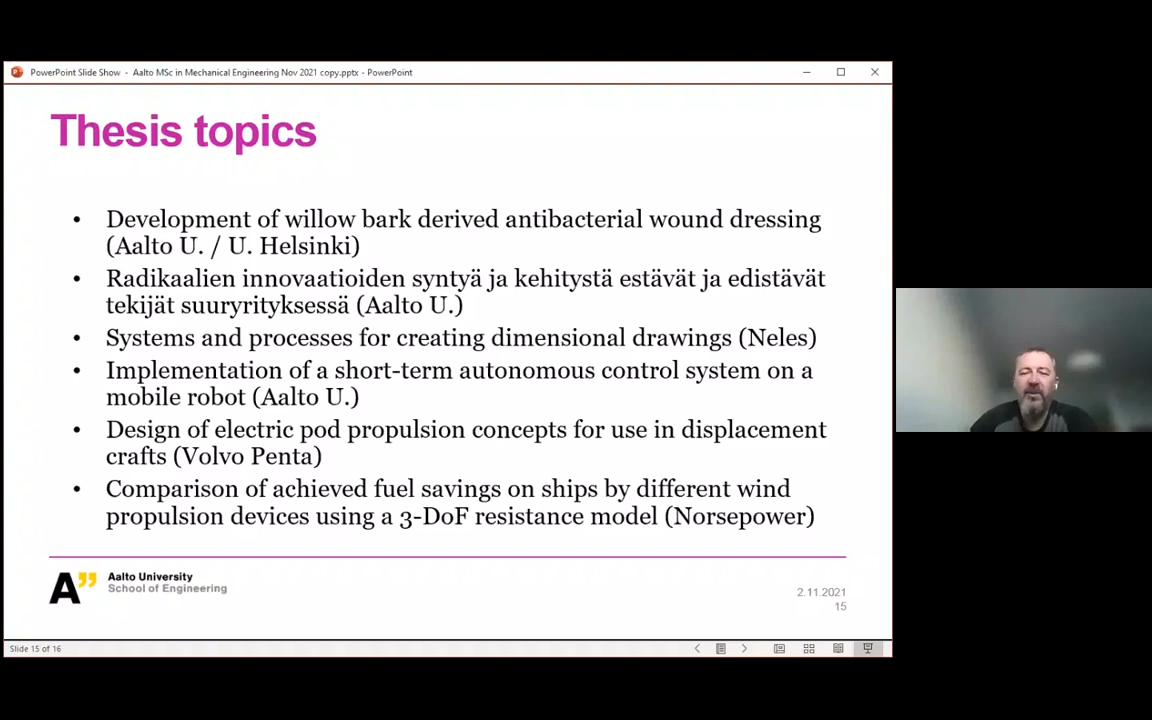 PowerPoint Slide Show - Aalto MSc in Mechanical Engineering Nov 2021 copy.pptx - PowerPoint
Thesis topics
• Development of willow bark derived antibacterial wound dressing
(Aalto U. / U. Helsinki)
• Radikaalien innovaatioiden syntyä ja kehitystä estävät ja edistävät
tekijät suuryrityksessä (Aalto U.)
• Systems and processes for creating dimensional drawings (Neles)
• Implementation of a short-term autonomous control system on a
mobile robot (Aalto U.)
• Design of electric pod propulsion concepts for use in displacement
crafts (Volvo Penta)
• Comparison of achieved fuel savings on ships by different wind
propulsion devices using a 3-DoF resistance model (Norsepower)
A”
Aalto University
School of Engineering
2.11.2021
15
Slide 15 of 16